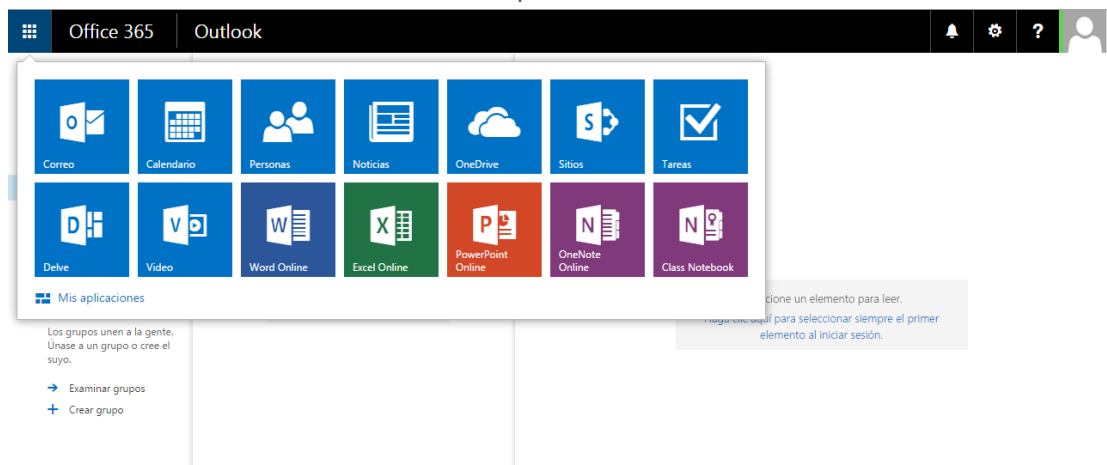 Office 365 Outlook ?
Correo Calendario Personas Noticias OneDrive Sitios Tareas
Delve Video Word Online Excel Online PowerPoint Online OneNote Online Class Notebook
Mis aplicaciones
cione un elemento para leer.
aquí para seleccionar siempre el primer
elemento al iniciar sesión.
Los grupos unen a la gente.
Únase a un grupo o cree el
suyo.
Examinar grupos
Crear grupo